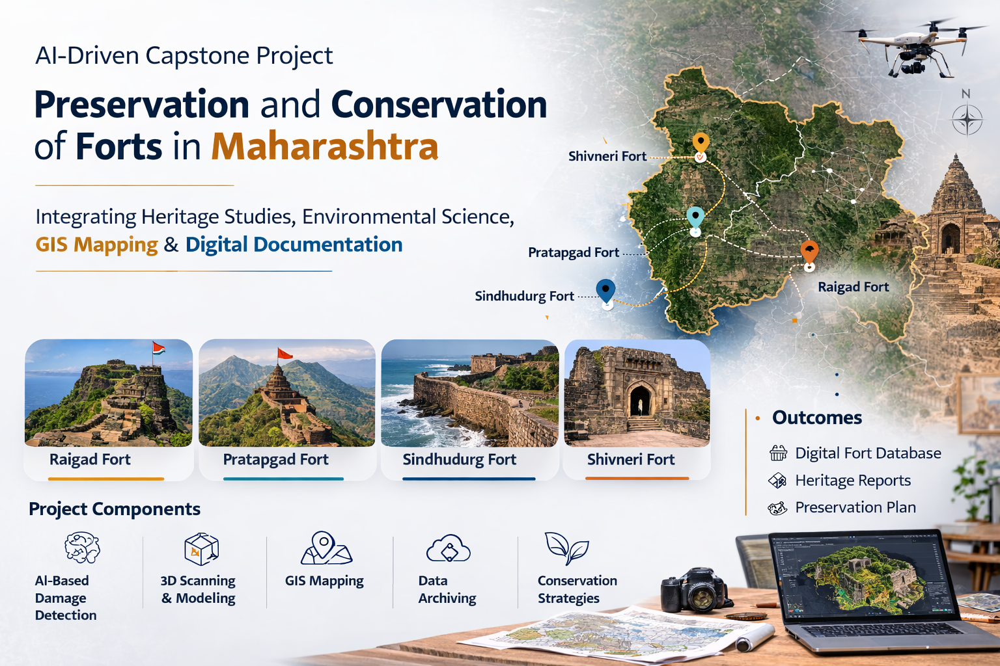 AI-Driven Capstone Project
Preservation and Conservation
of Forts in Maharashtra
Integrating Heritage Studies, Environmental Science,
GIS Mapping & Digital Documentation
N
Shivneri Fort
Pratapgad Fort
Sindhudurg Fort
Raigad Fort
Raigad Fort
Pratapgad Fort
Sindhudurg Fort
Shivneri Fort
Outcomes
Digital Fort Database
Heritage Reports
Preservation Plan
Project Components
AI-Based
Damage
Detection
3D Scanning
& Modeling
GIS Mapping
Data
Archiving
Conservation
Strategies